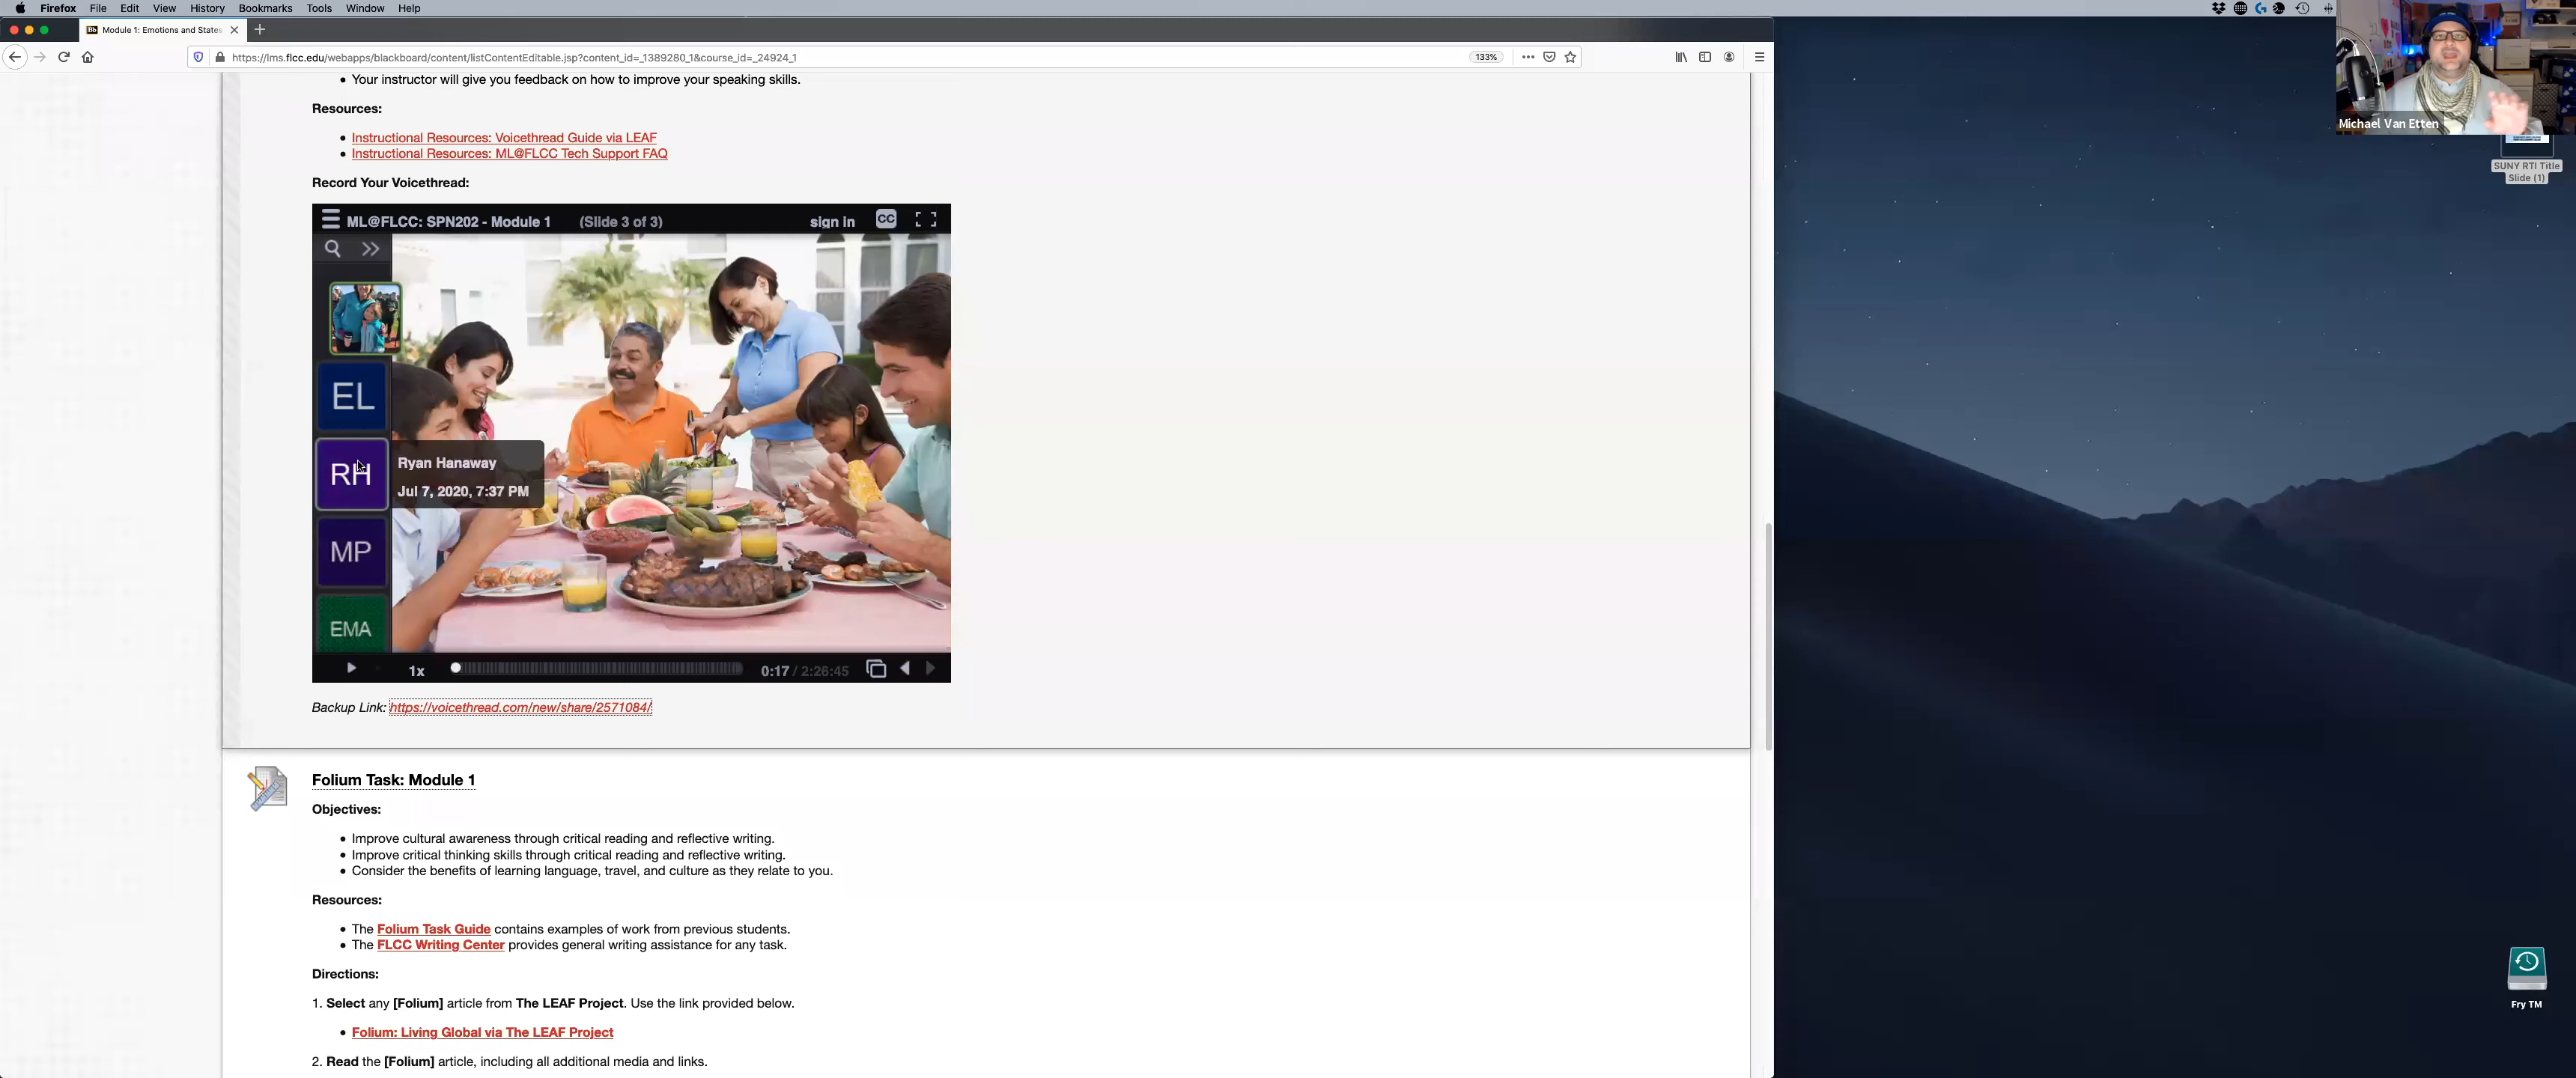 Firefox File Edit View History Bookmarks Tools Window Help
Module 1: Emotions and States
https://lms.flcc.edu/webapps/blackboard/content/listContentEditable.jsp?content_id=_1389280_1&course_id=_24924_1
133%
Michael Van Etten
SUNY RTI Title
Slide (1)
• Your instructor will give you feedback on how to improve your speaking skills.
Resources:
• Instructional Resources: Voicethread Guide via LEAF
• Instructional Resources: ML@FLCC Tech Support FAQ
Record Your Voicethread:
ML@FLCC: SPN202 - Module 1 (Slide 3 of 3) sign in CC
EL
RH
Ryan Hanaway
Jul 7, 2020, 7:37 PM
MP
EMA
1x 0:17 / 2:26:45
Backup Link: https://voicethread.com/new/share/2571084/
Folium Task: Module 1
Objectives:
• Improve cultural awareness through critical reading and reflective writing.
• Improve critical thinking skills through critical reading and reflective writing.
• Consider the benefits of learning language, travel, and culture as they relate to you.
Resources:
• The Folium Task Guide contains examples of work from previous students.
• The FLCC Writing Center provides general writing assistance for any task.
Directions:
1. Select any [Folium] article from The LEAF Project. Use the link provided below.
• Folium: Living Global via The LEAF Project
2. Read the [Folium] article, including all additional media and links.
Fry TM